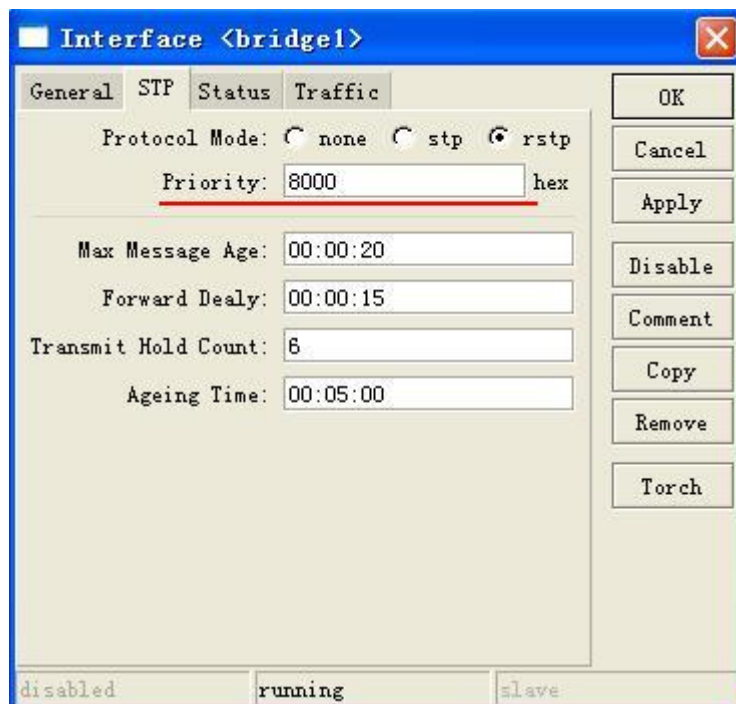 Interface <bridge1>
General STP Status Traffic
OK
Protocol Mode: none stp rstp
Cancel
Priority: 8000 hex
Apply
Max Message Age: 00:00:20
Disable
Forward Dealy: 00:00:15
Comment
Transmit Hold Count: 6
Copy
Ageing Time: 00:05:00
Remove
Torch
disabled running slave